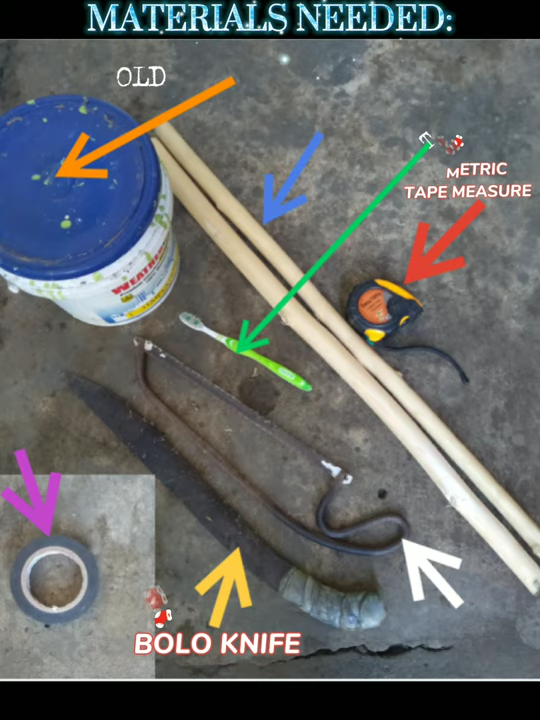 MATERIALS NEEDED:
OLD
METRIC
TAPE MEASURE
BOLO KNIFE